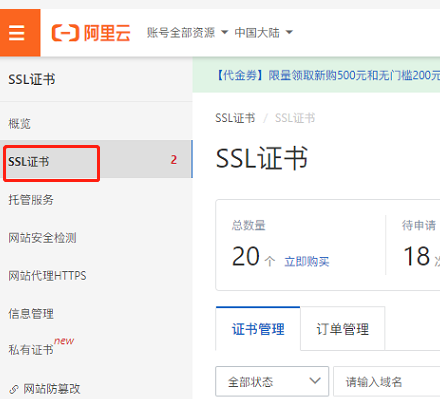 阿里云 账号全部资源 中国大陆
SSL证书
【代金券】限量领取新购500元和无门槛200元
概览
SSL证书 / SSL证书
SSL证书 2
SSL证书
托管服务
网站安全检测
总数量 待申请
20 个 立即购买 18 次
网站代理HTTPS
信息管理
证书管理 订单管理
私有证书 new
全部状态 请输入域名
网站防篡改